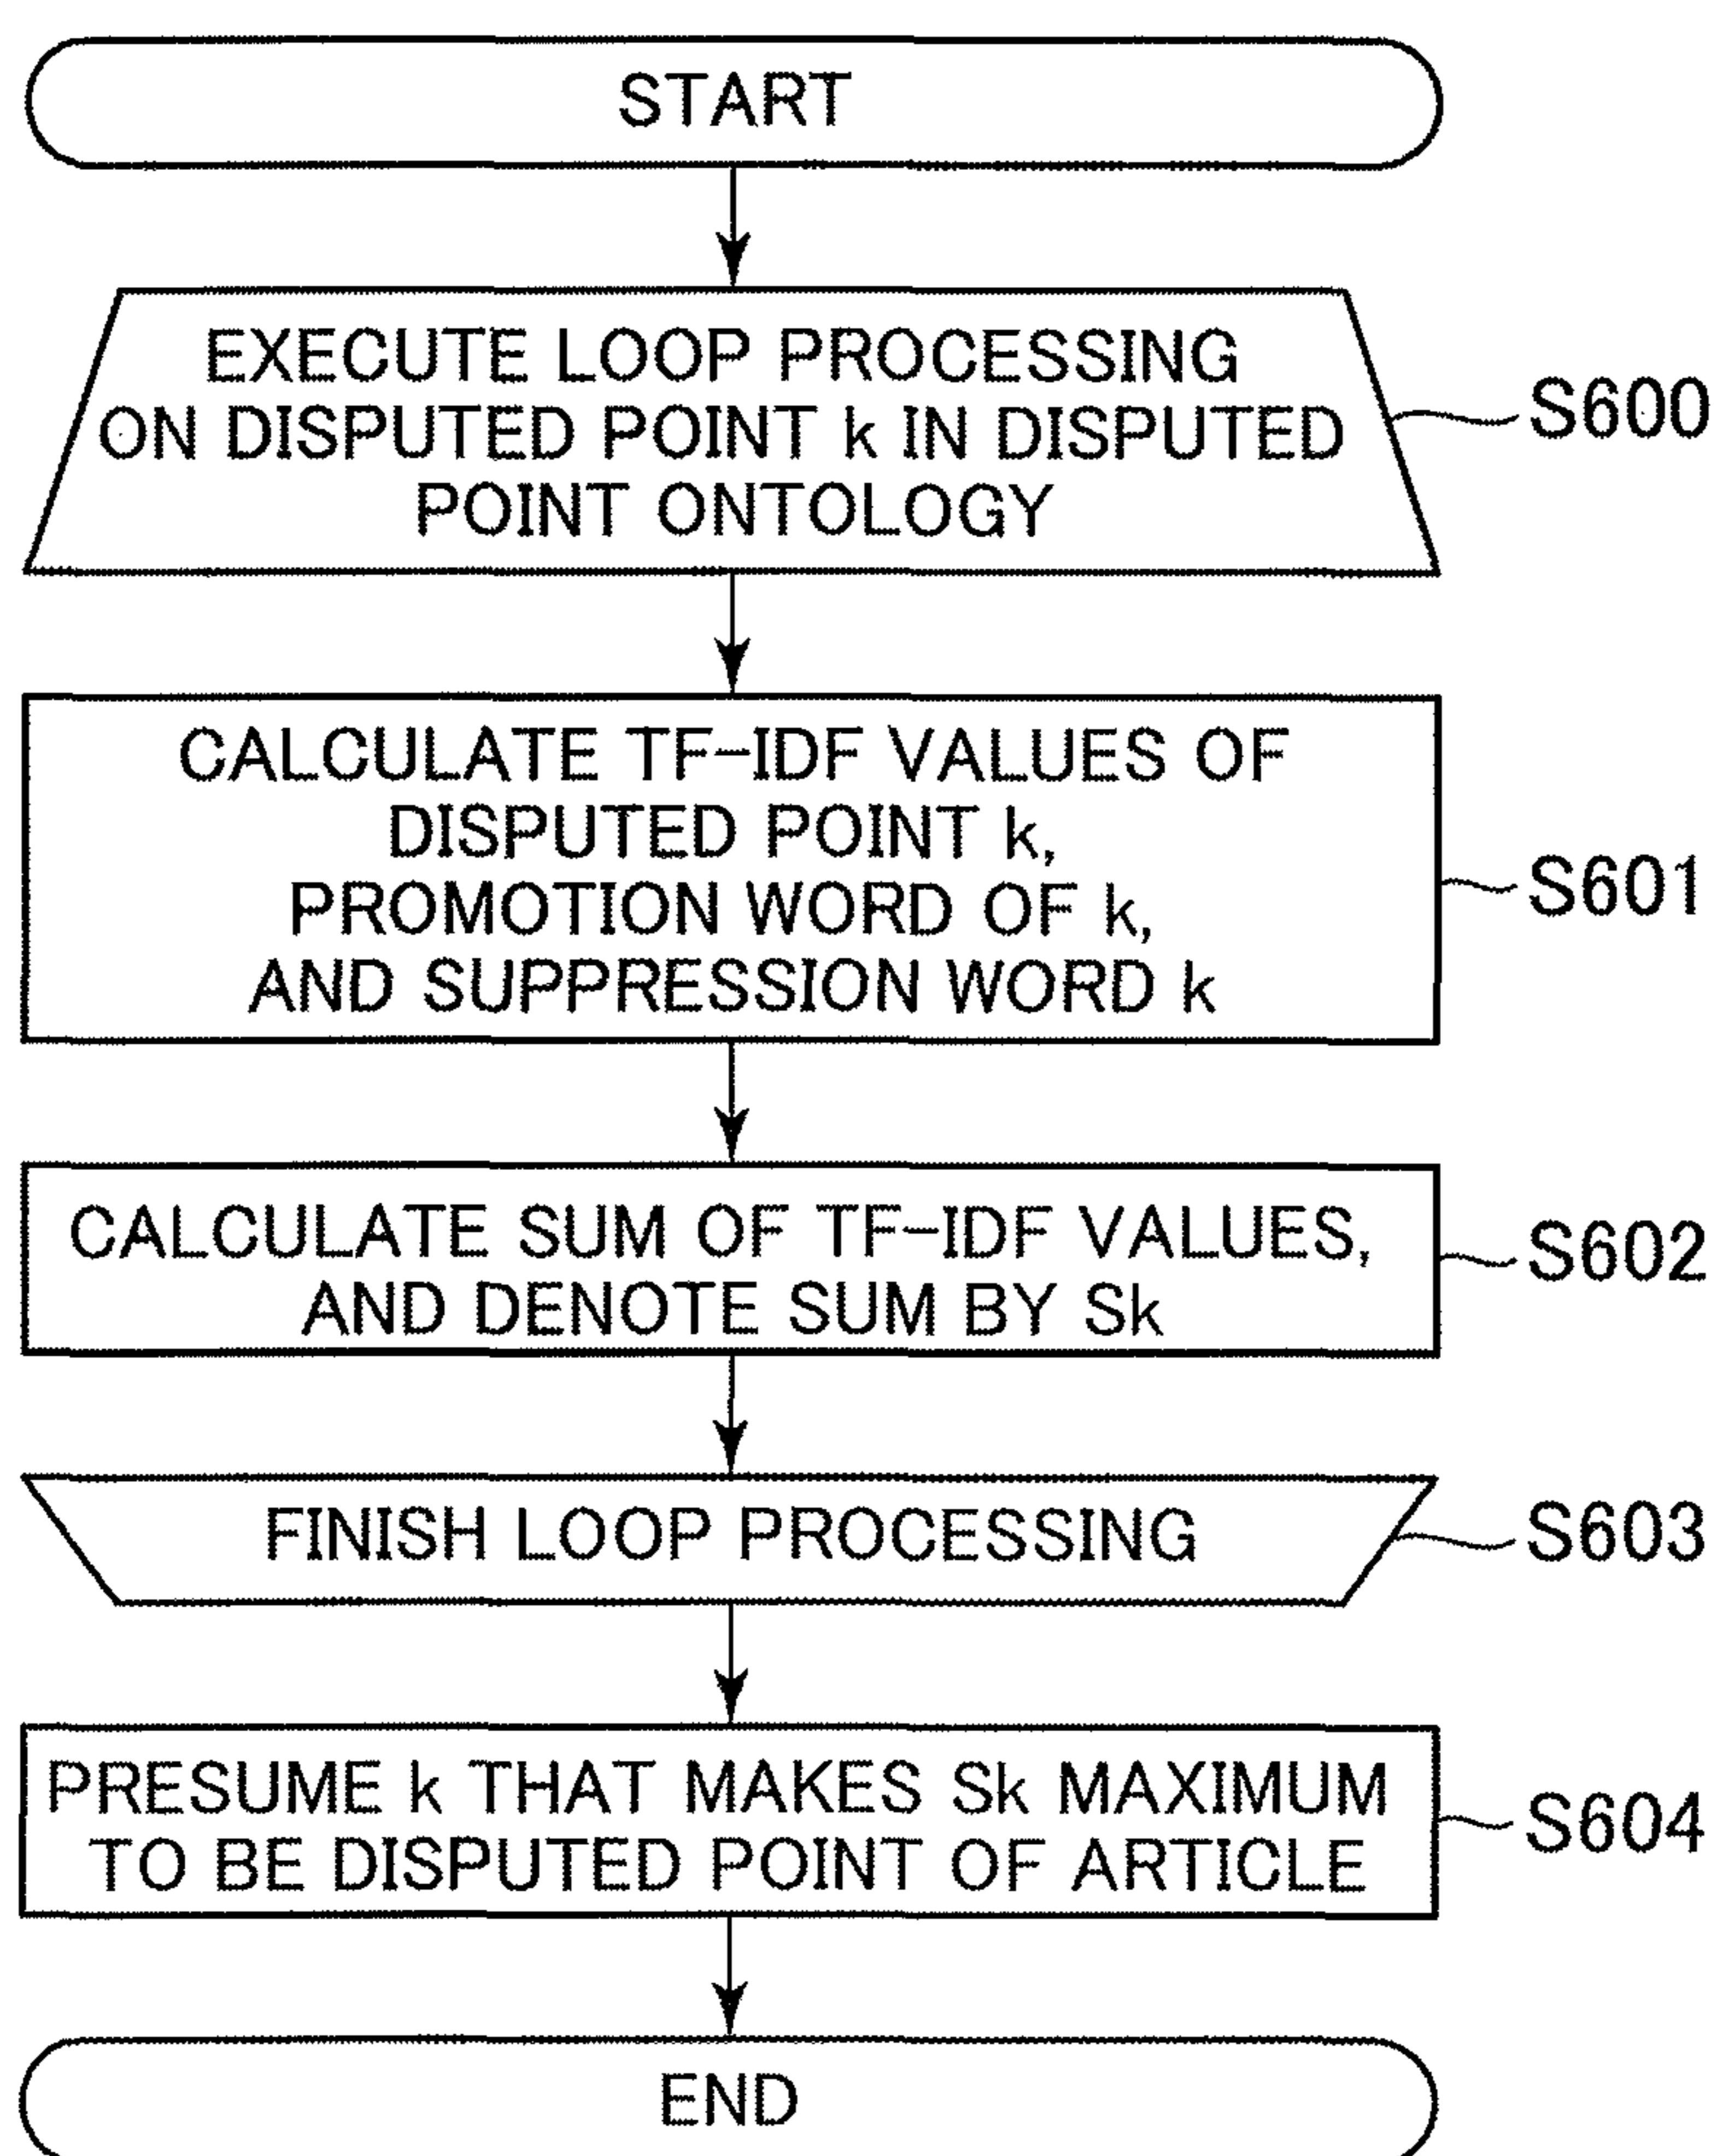 START
EXECUTE LOOP PROCESSING
ON DISPUTED POINT k IN DISPUTED
POINT ONTOLOGY
S600
CALCULATE TF-IDF VALUES OF
DISPUTED POINT k,
PROMOTION WORD OF k,
AND SUPPRESSION WORD k
S601
CALCULATE SUM OF TF-IDF VALUES,
AND DENOTE SUM BY Sk
S602
FINISH LOOP PROCESSING
S603
PRESUME k THAT MAKES Sk MAXIMUM
TO BE DISPUTED POINT OF ARTICLE
S604
END